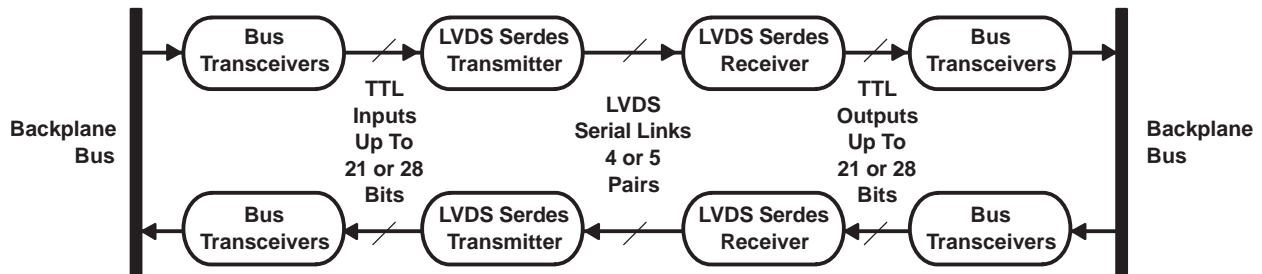 Bus
Transceivers
LVDS Serdes
Transmitter
LVDS Serdes
Receiver
Bus
Transceivers
Backplane
Bus
TTL
Inputs
Up To
21 or 28
Bits
LVDS
Serial Links
4 or 5
Pairs
TTL
Outputs
Up To
21 or 28
Bits
Backplane
Bus
Bus
Transceivers
LVDS Serdes
Transmitter
LVDS Serdes
Receiver
Bus
Transceivers